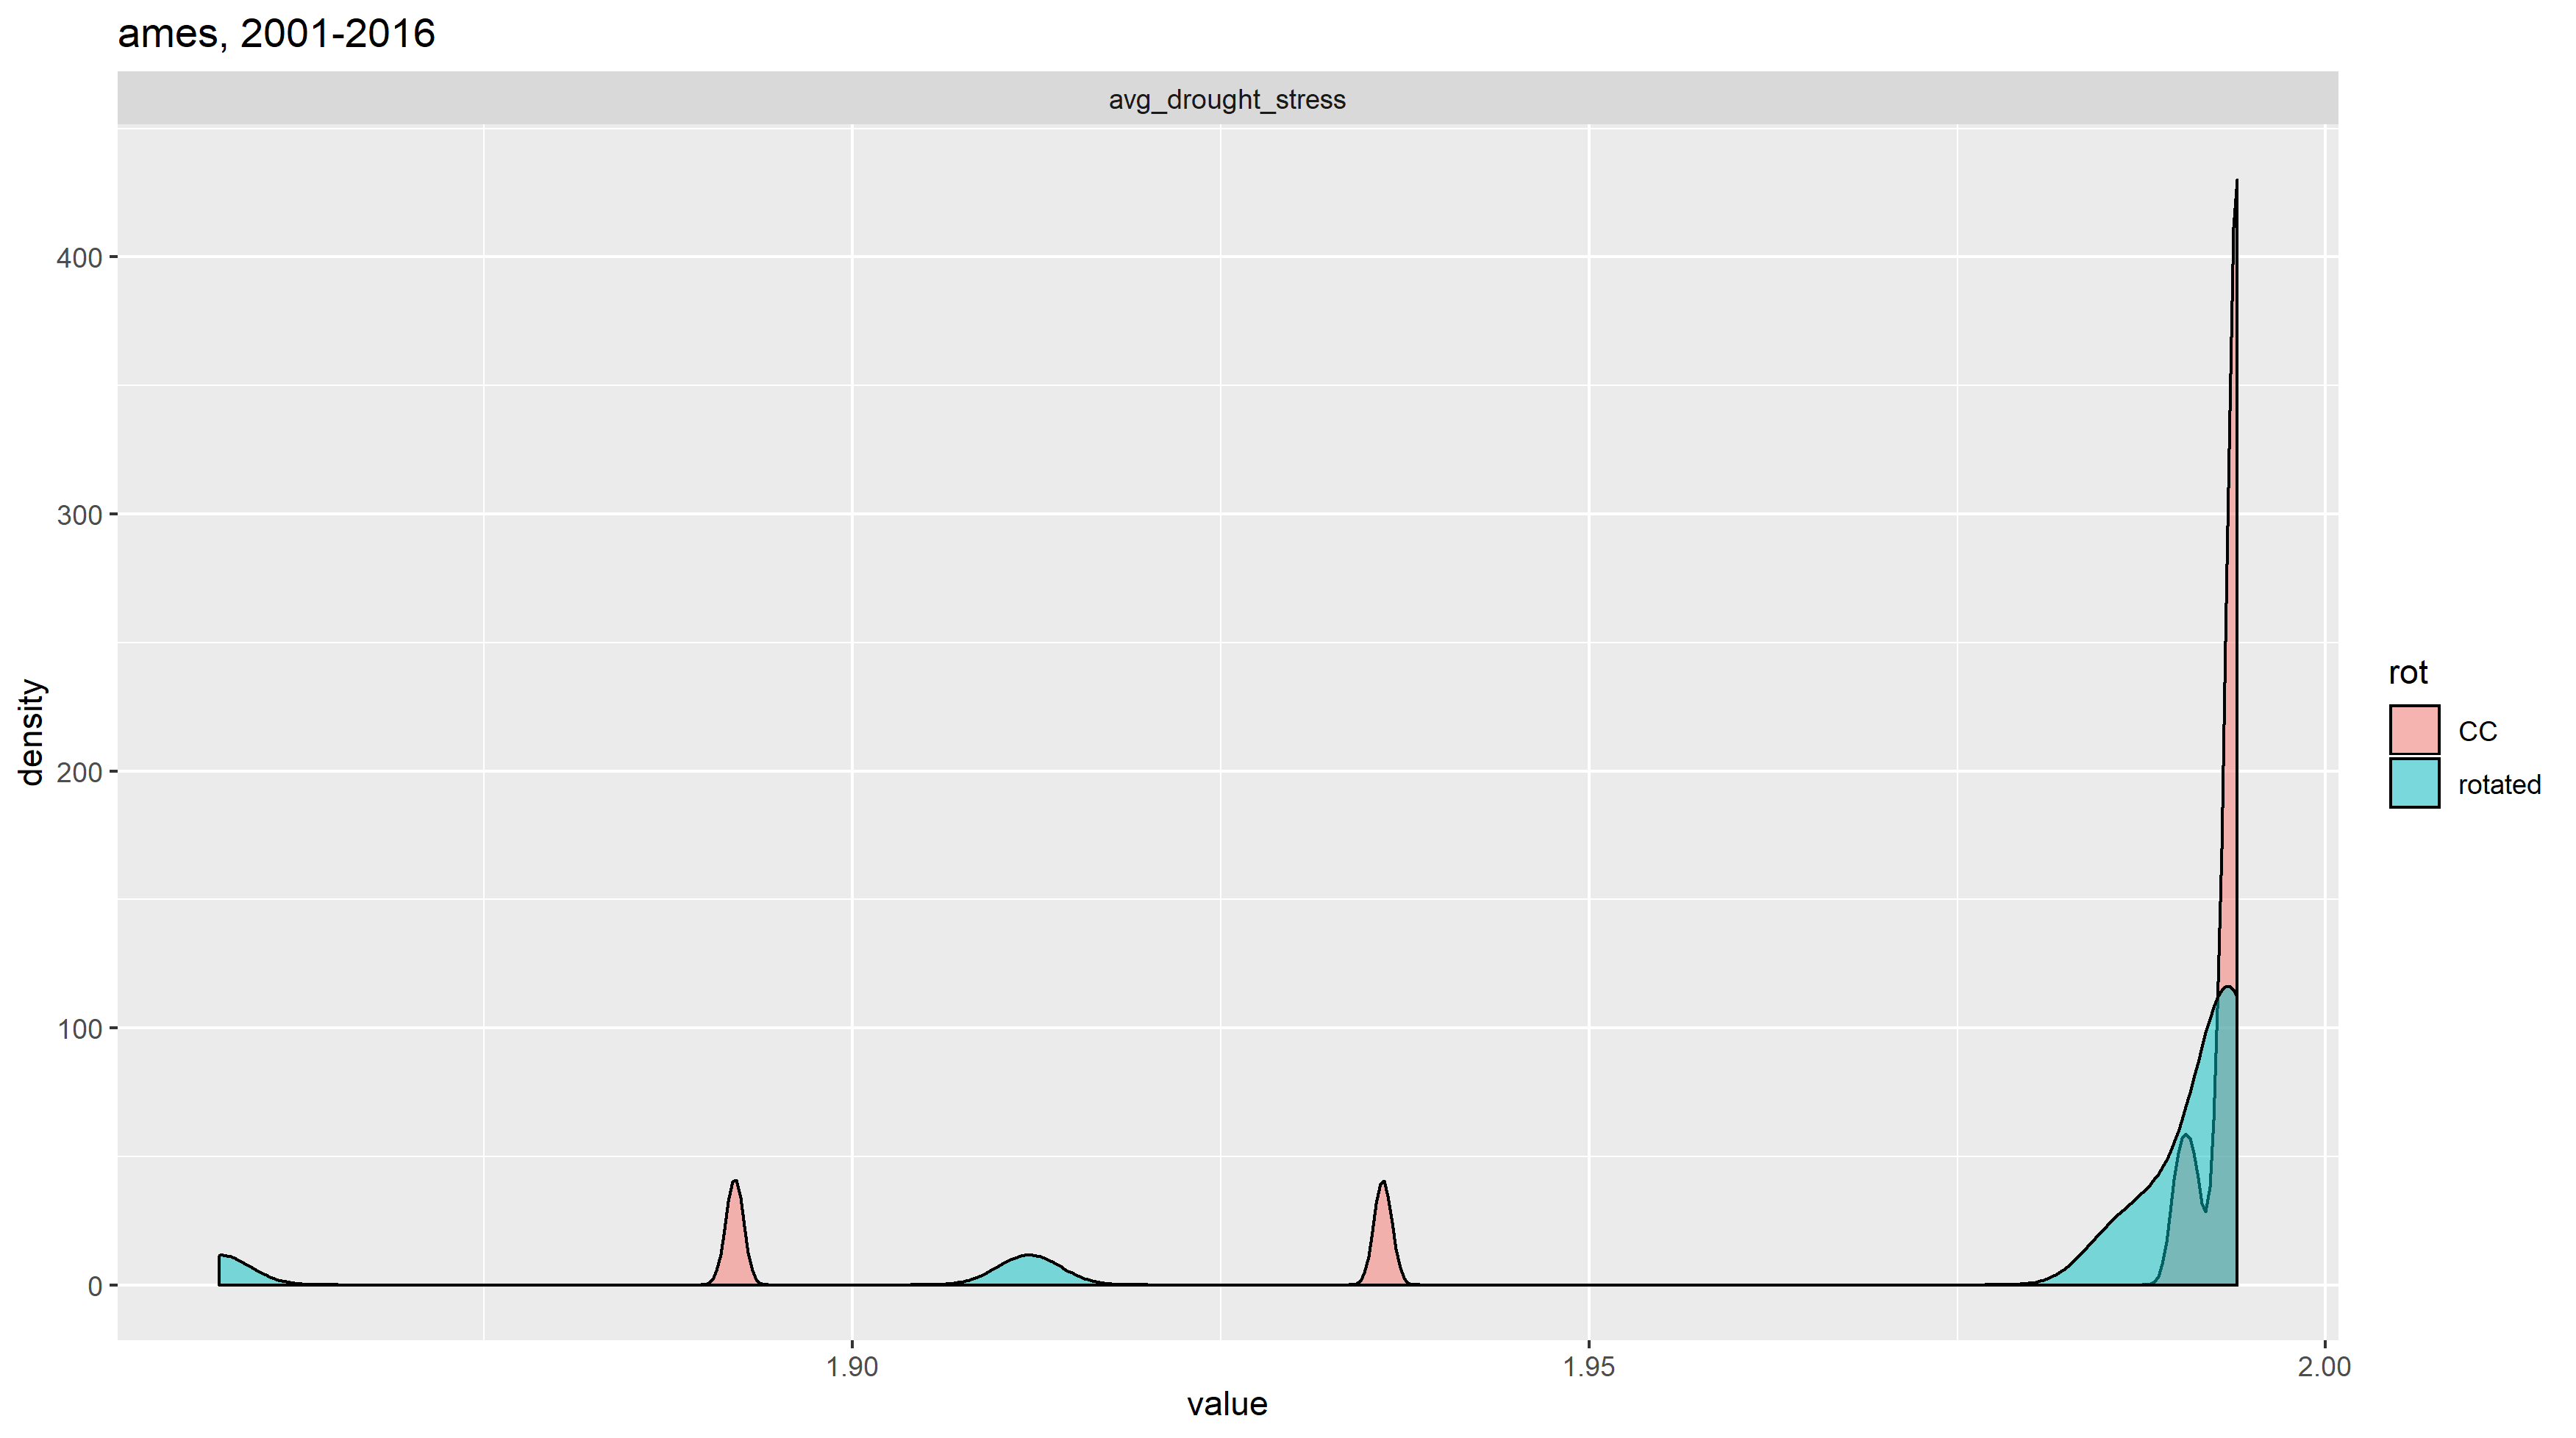 ames, 2001-2016
avg_drought_stress
400
300
200
100
0
density
1.90
1.95
2.00
value
rot
CC
rotated